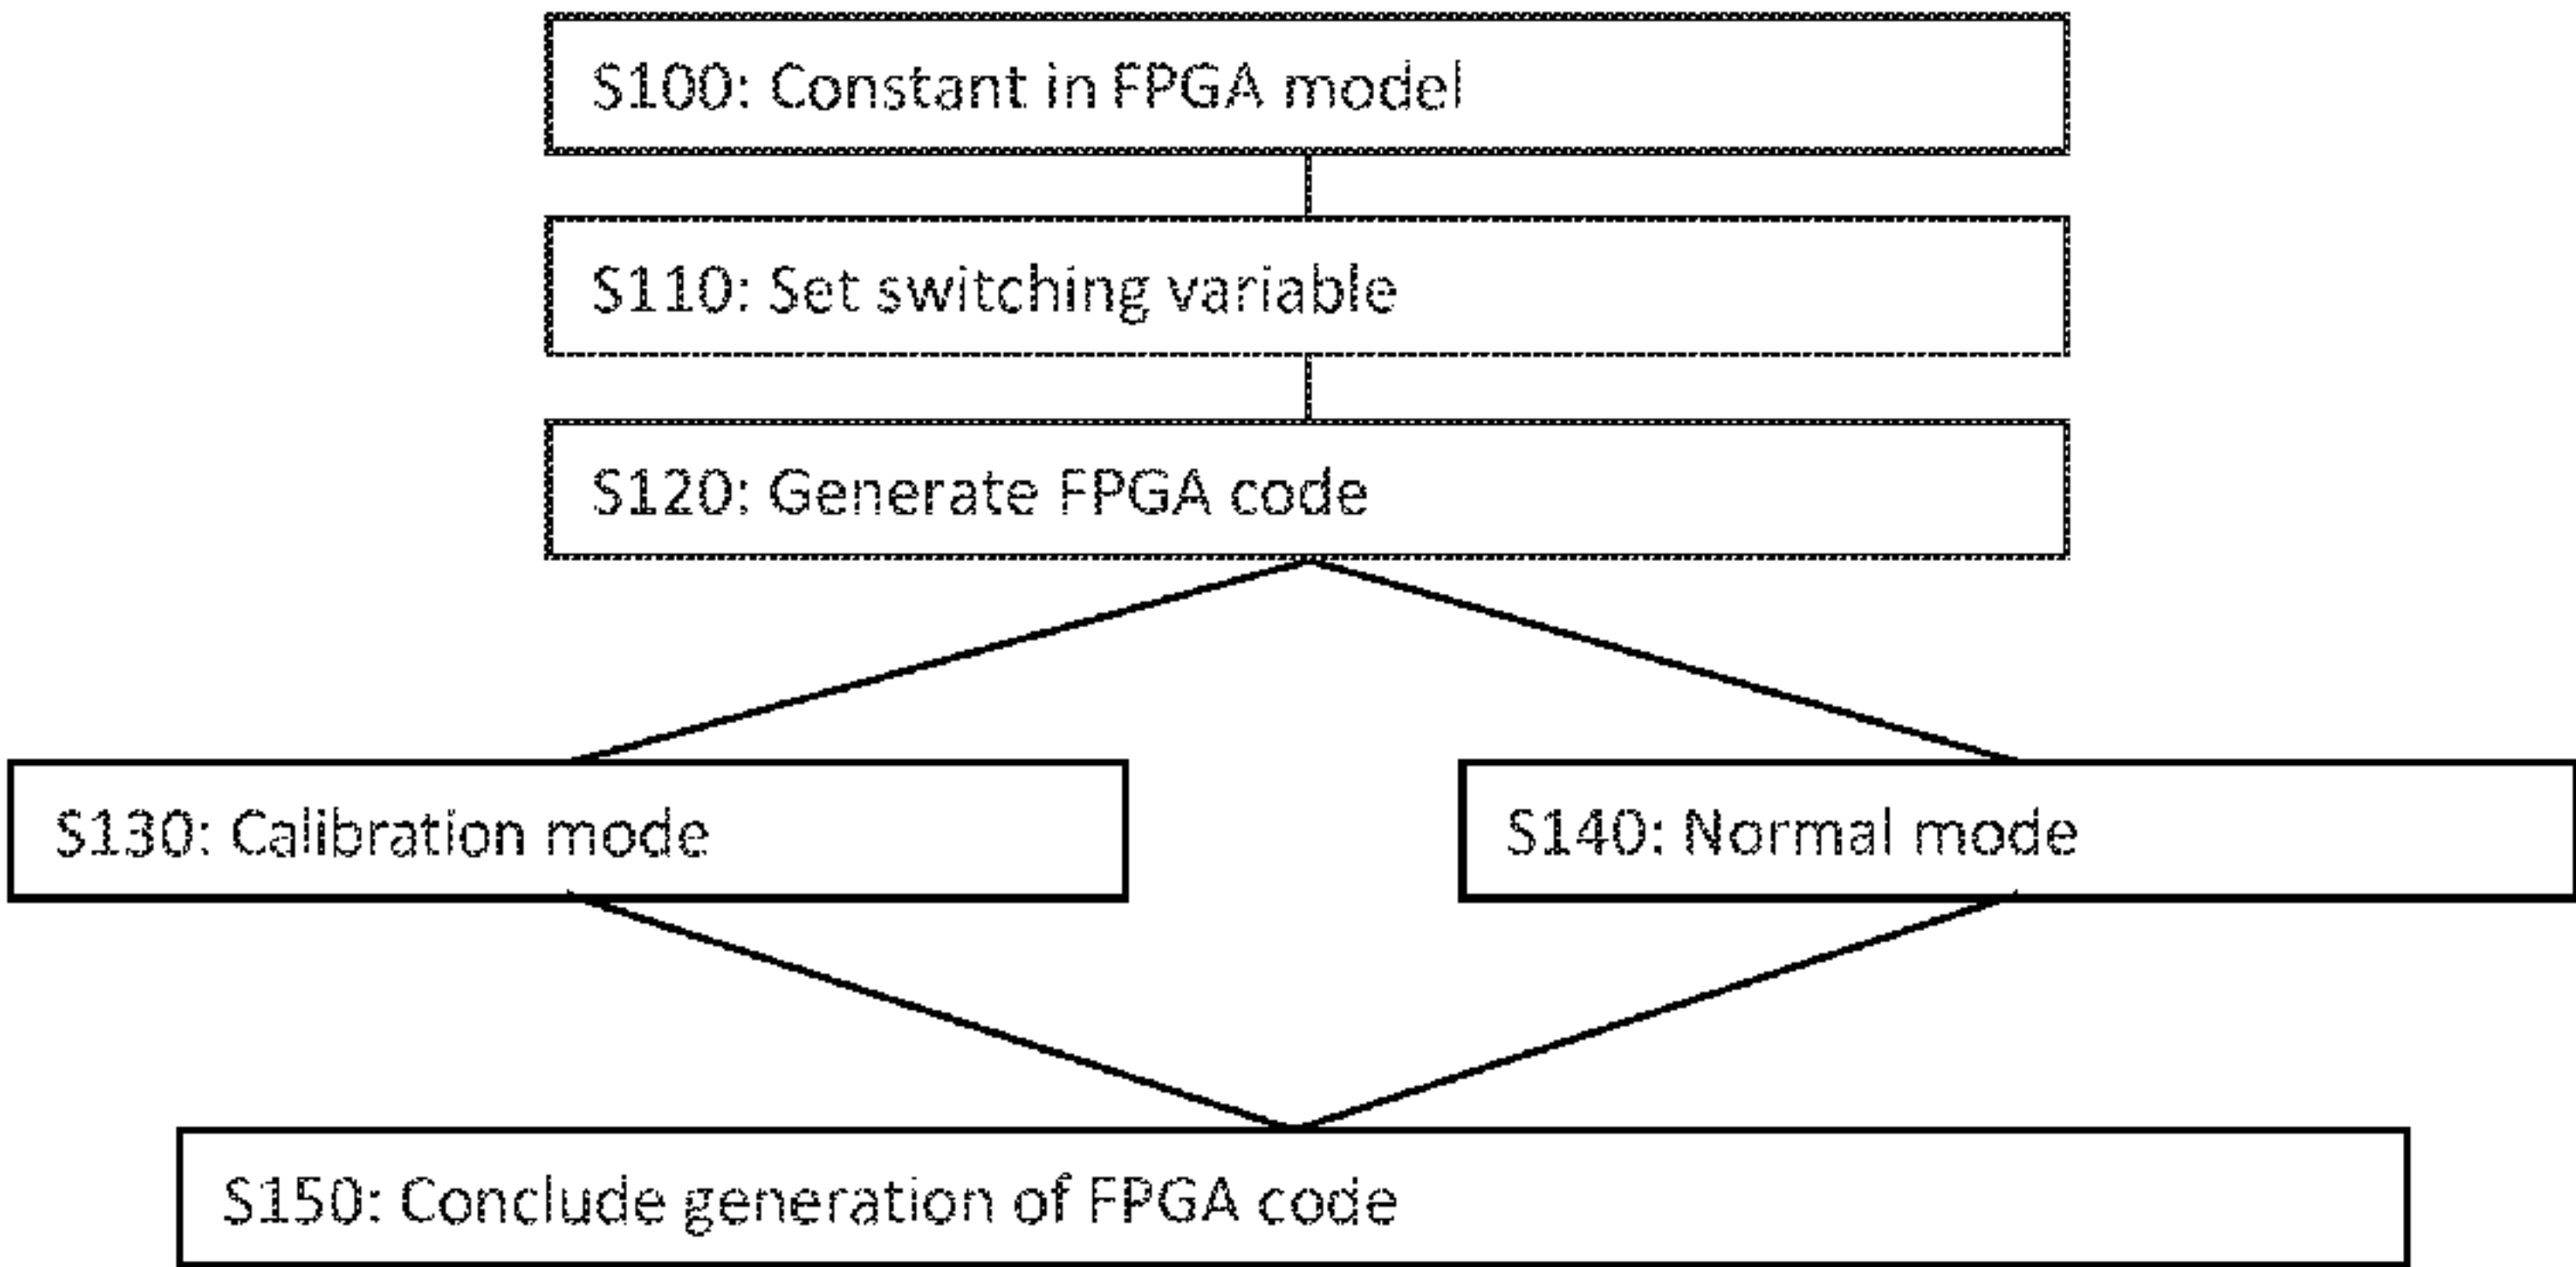 S100: Constant in FPGA model
S110: Set switching variable
S120: Generate FPGA code
S130: Calibration mode
S140: Normal mode
S150: Conclude generation of FPGA code